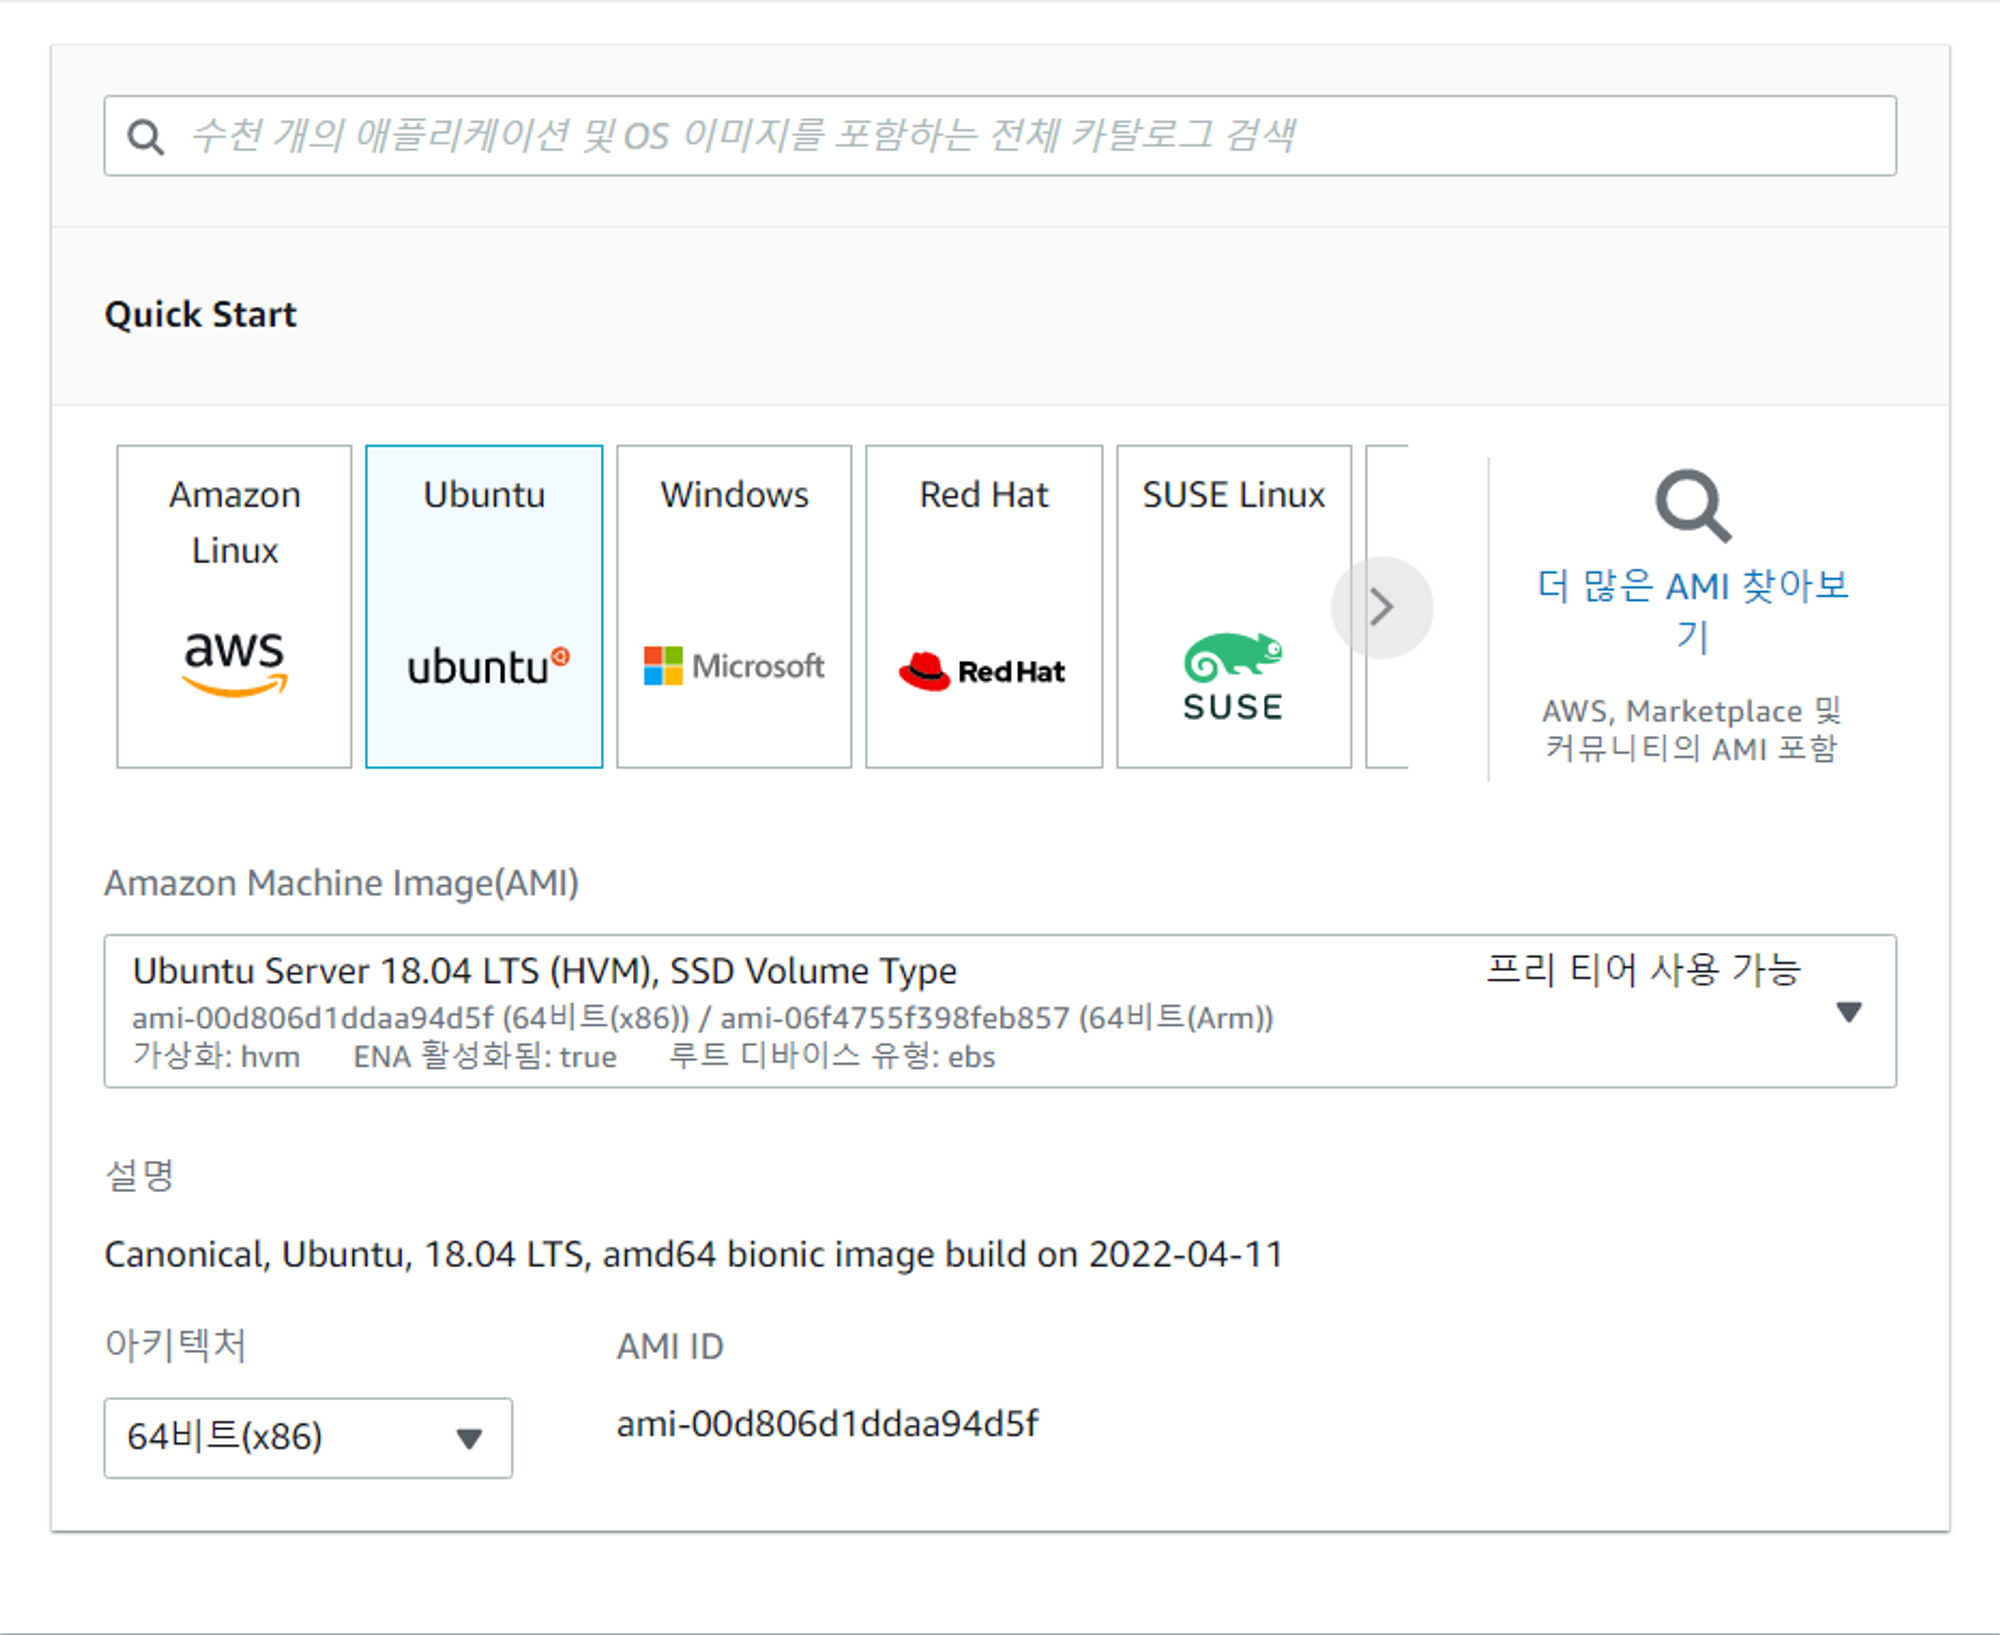 수천 개의 애플리케이션 및 OS 이미지를 포함하는 전체 카탈로그 검색
Quick Start
Amazon
Linux
aws
Ubuntu
ubuntu
Windows
Microsoft
Red Hat
Red Hat
SUSE Linux
SUSE
더 많은 AMI 찾아보
기
AWS, Marketplace 및
커뮤니티의 AMI 포함
Amazon Machine Image(AMI)
Ubuntu Server 18.04 LTS (HVM), SSD Volume Type
프리 티어 사용 가능
ami-00d806d1ddaa94d5f (64비트(x86)) / ami-06f4755f398feb857 (64비트(Arm))
가상화: hvm ENA 활성화됨: true 루트 디바이스 유형: ebs
설명
Canonical, Ubuntu, 18.04 LTS, amd64 bionic image build on 2022-04-11
아키텍처
AMI ID
64비트(x86)
ami-00d806d1ddaa94d5f